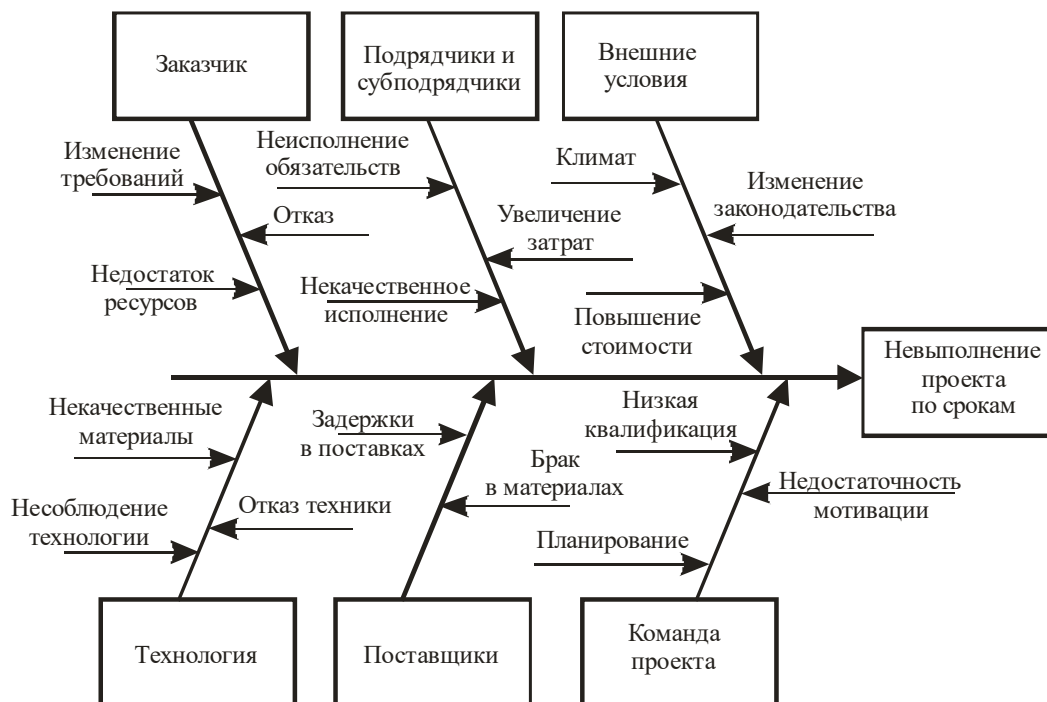 Заказчик
Подрядчики и
субподрядчики
Внешние
условия
Изменение
требований
Отказ
Недостаток
ресурсов
Неисполнение
обязательств
Увеличение
затрат
Некачественное
исполнение
Климат
Изменение
законодательства
Повышение
стоимости
Невыполнение
проекта
по срокам
Некачественные
материалы
Отказ техники
Несоблюдение
технологии
Задержки
в поставках
Брак
в материалах
Низкая
квалификация
Недостаточность
мотивации
Планирование
Технология
Поставщики
Команда
проекта